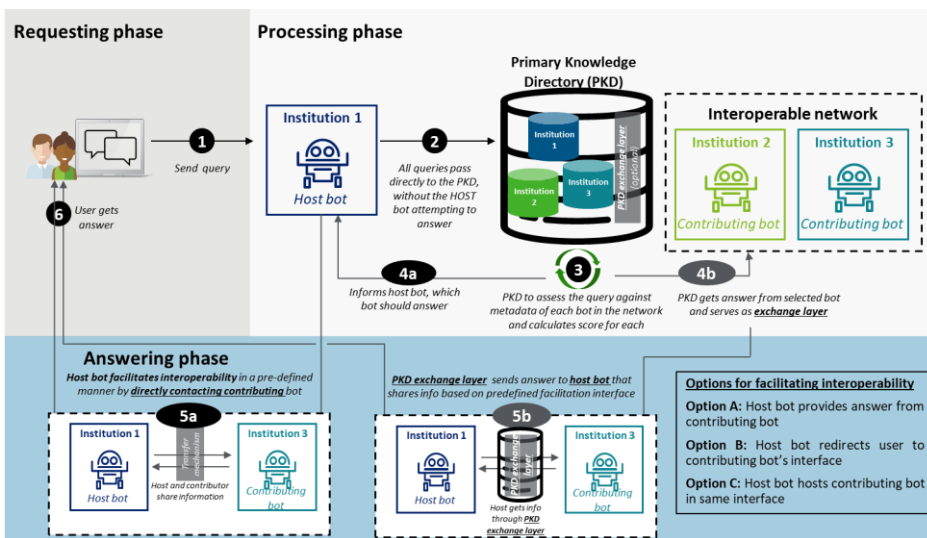 Requesting phase
Processing phase
Primary Knowledge
Directory (PKD)
Interoperable network
Institution 1
Host bot
1
Send query
2
All queries pass
directly to the PKD,
without the HOST
bot attempting to
answer
Institution
1
Institution
2
Institution
3
PKD exchange layer
(optional)
Institution 2
Contributing bot
Institution 3
Contributing bot
6
User gets
answer
4a
Informs host bot, which
bot should answer
3
PKD to assess the query against
metadata of each bot in the network
and calculates score for each
4b
PKD gets answer from selected bot
and serves as exchange layer
Answering phase
Host bot facilitates interoperability in a pre-defined
manner by directly contacting contributing bot
5a
Institution 1
Host bot
Transfer
mechanism
Host and contributor
share information
Institution 3
Contributing
bot
PKD exchange layer sends answer to host bot that
shares info based on predefined facilitation interface
5b
Institution 1
Host bot
PKD exchange
layer
Host gets info
through PKD
exchange layer
Institution 3
Contributing
bot
Options for facilitating interoperability
Option A: Host bot provides answer from
contributing bot
Option B: Host bot redirects user to
contributing bot's interface
Option C: Host bot hosts contributing bot
in same interface